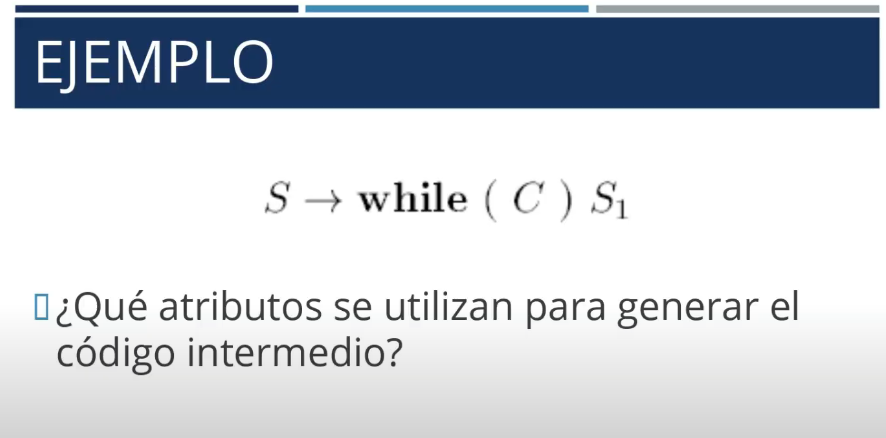 EJEMPLO
S → while ( C ) S₁
¿Qué atributos se utilizan para generar el
código intermedio?